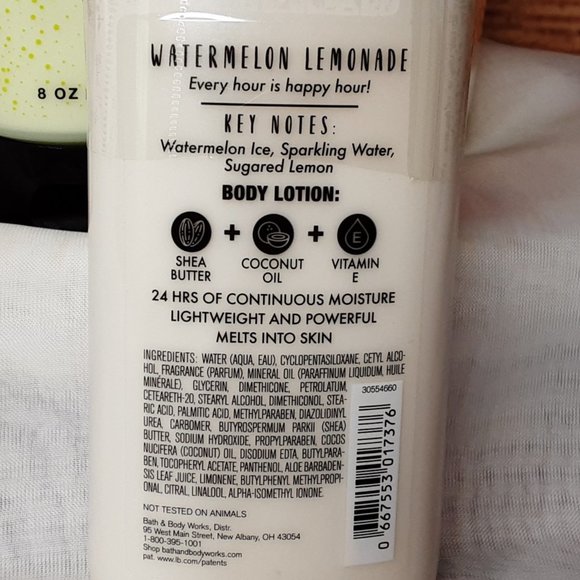 WATERMELON LEMONADE
Every hour is happy hour!
8 OZ
KEY NOTES:
Watermelon Ice, Sparkling Water,
Sugared Lemon
BODY LOTION:
SHEA BUTTER + COCONUT OIL + E VITAMIN E
24 HRS OF CONTINUOUS MOISTURE
LIGHTWEIGHT AND POWERFUL
MELTS INTO SKIN
INGREDIENTS: WATER (AQUA, EAU), CYCLOPENTASILOXANE, CETYL ALCO-
HOL, FRAGRANCE (PARFUM), MINERAL OIL (PARAFFINUM LIQUIDUM, HUILE
MINÉRALE), GLYCERIN, DIMETHICONE, PETROLATUM,
CETEARETH-20, STEARYL ALCOHOL, DIMETHICONOL, STEA-
RIC ACID, PALMITIC ACID, METHYLPARABEN, DIAZOLIDINYL
UREA, CARBOMER, BUTYROSPERMUM PARKII (SHEA)
BUTTER, SODIUM HYDROXIDE, PROPYLPARABEN, COCOS
NUCIFERA (COCONUT) OIL, DISODIUM EDTA, BUTYLPARA-
BEN, TOCOPHERYL ACETATE, PANTHENOL, ALOE BARBADEN-
SIS LEAF JUICE, LIMONENE, BUTYLPHENYL METHYLPROPI-
ONAL, CITRAL, LINALOOL, ALPHA-ISOMETHYL IONONE.
30554660
0 667553 017376
NOT TESTED ON ANIMALS
Bath & Body Works, Distr.
95 West Main Street, New Albany, OH 43054
1-800-395-1001
Shop bathandbodyworks.com
pat. www.lb.com/patents